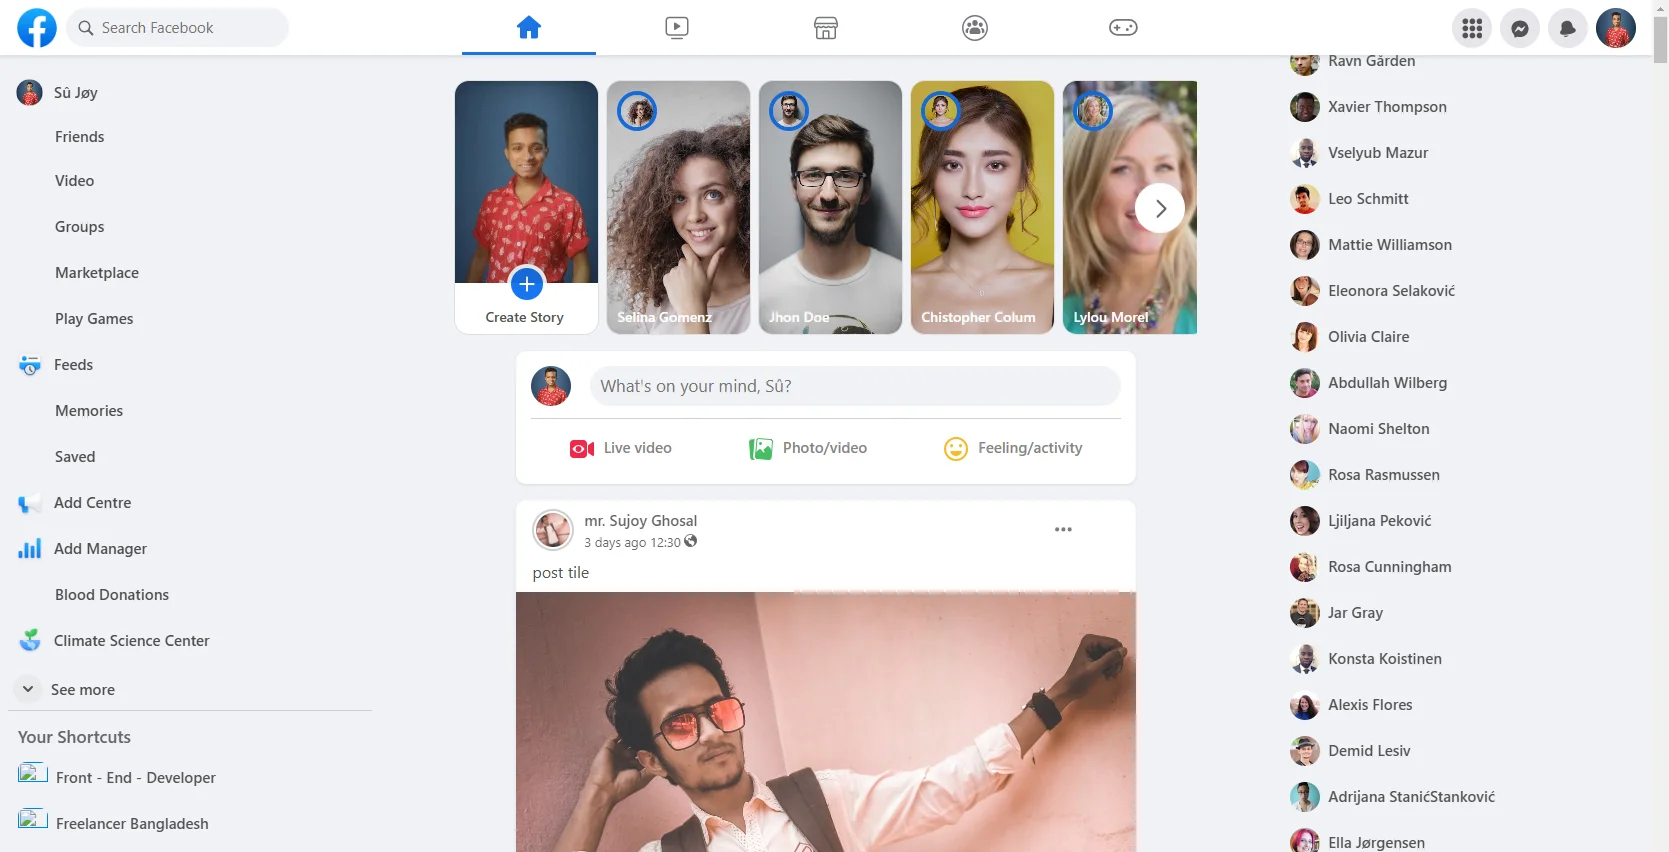 Search Facebook
Sû Jøy
Friends
Video
Groups
Marketplace
Play Games
Feeds
Memories
Saved
Add Centre
Add Manager
Blood Donations
Climate Science Center
See more
Your Shortcuts
Front - End - Developer
Freelancer Bangladesh
Create Story
Selina Gomenz
Jhon Doe
Chistopher Colum
Lylou Morel
What's on your mind, Sû?
Live video
Photo/video
Feeling/activity
mr. Sujoy Ghosal
3 days ago 12:30
post tile
Ravn Gården
Xavier Thompson
Vselyub Mazur
Leo Schmitt
Mattie Williamson
Eleonora Selaković
Olivia Claire
Abdullah Wilberg
Naomi Shelton
Rosa Rasmussen
Ljiljana Peković
Rosa Cunningham
Jar Gray
Konsta Koistinen
Alexis Flores
Demid Lesiv
Adrijana StanićStanković
Ella Jørgensen